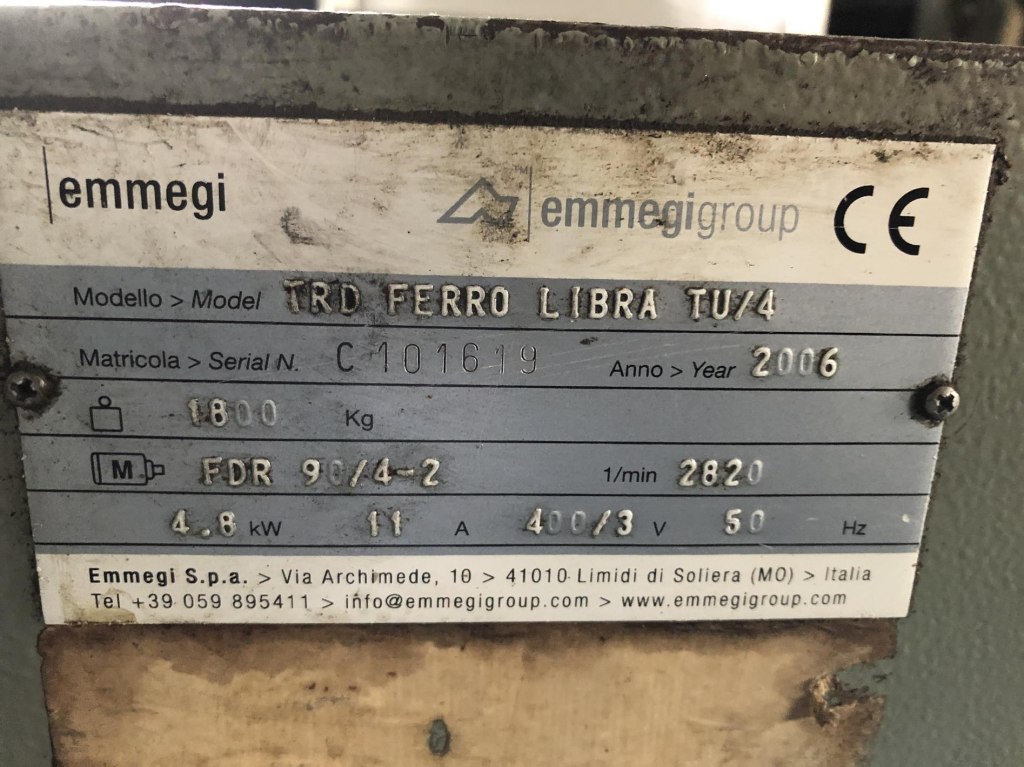 emmegi
emmegigroup CE
Modello > Model TRD FERRO LIBRA TU/4
Matricola > Serial N. C 101619 Anno > Year 2006
1800 Kg
M FDR 90/4-2 1/min 2820
4.8 kW 11 A 400/3 V 50 Hz
Emmegi S.p.a. > Via Archimede, 10 > 41010 Limidi di Soliera (MO) > Italia
Tel +39 059 895411 > info@emmegigroup.com > www.emmegigroup.com